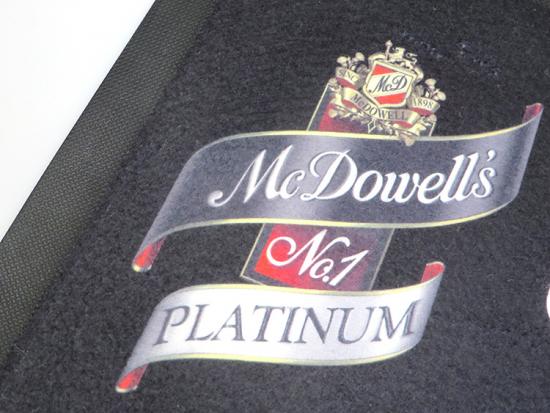 McD
SINCE 1898
McDOWELL
McDowell's
No.1
PLATINUM